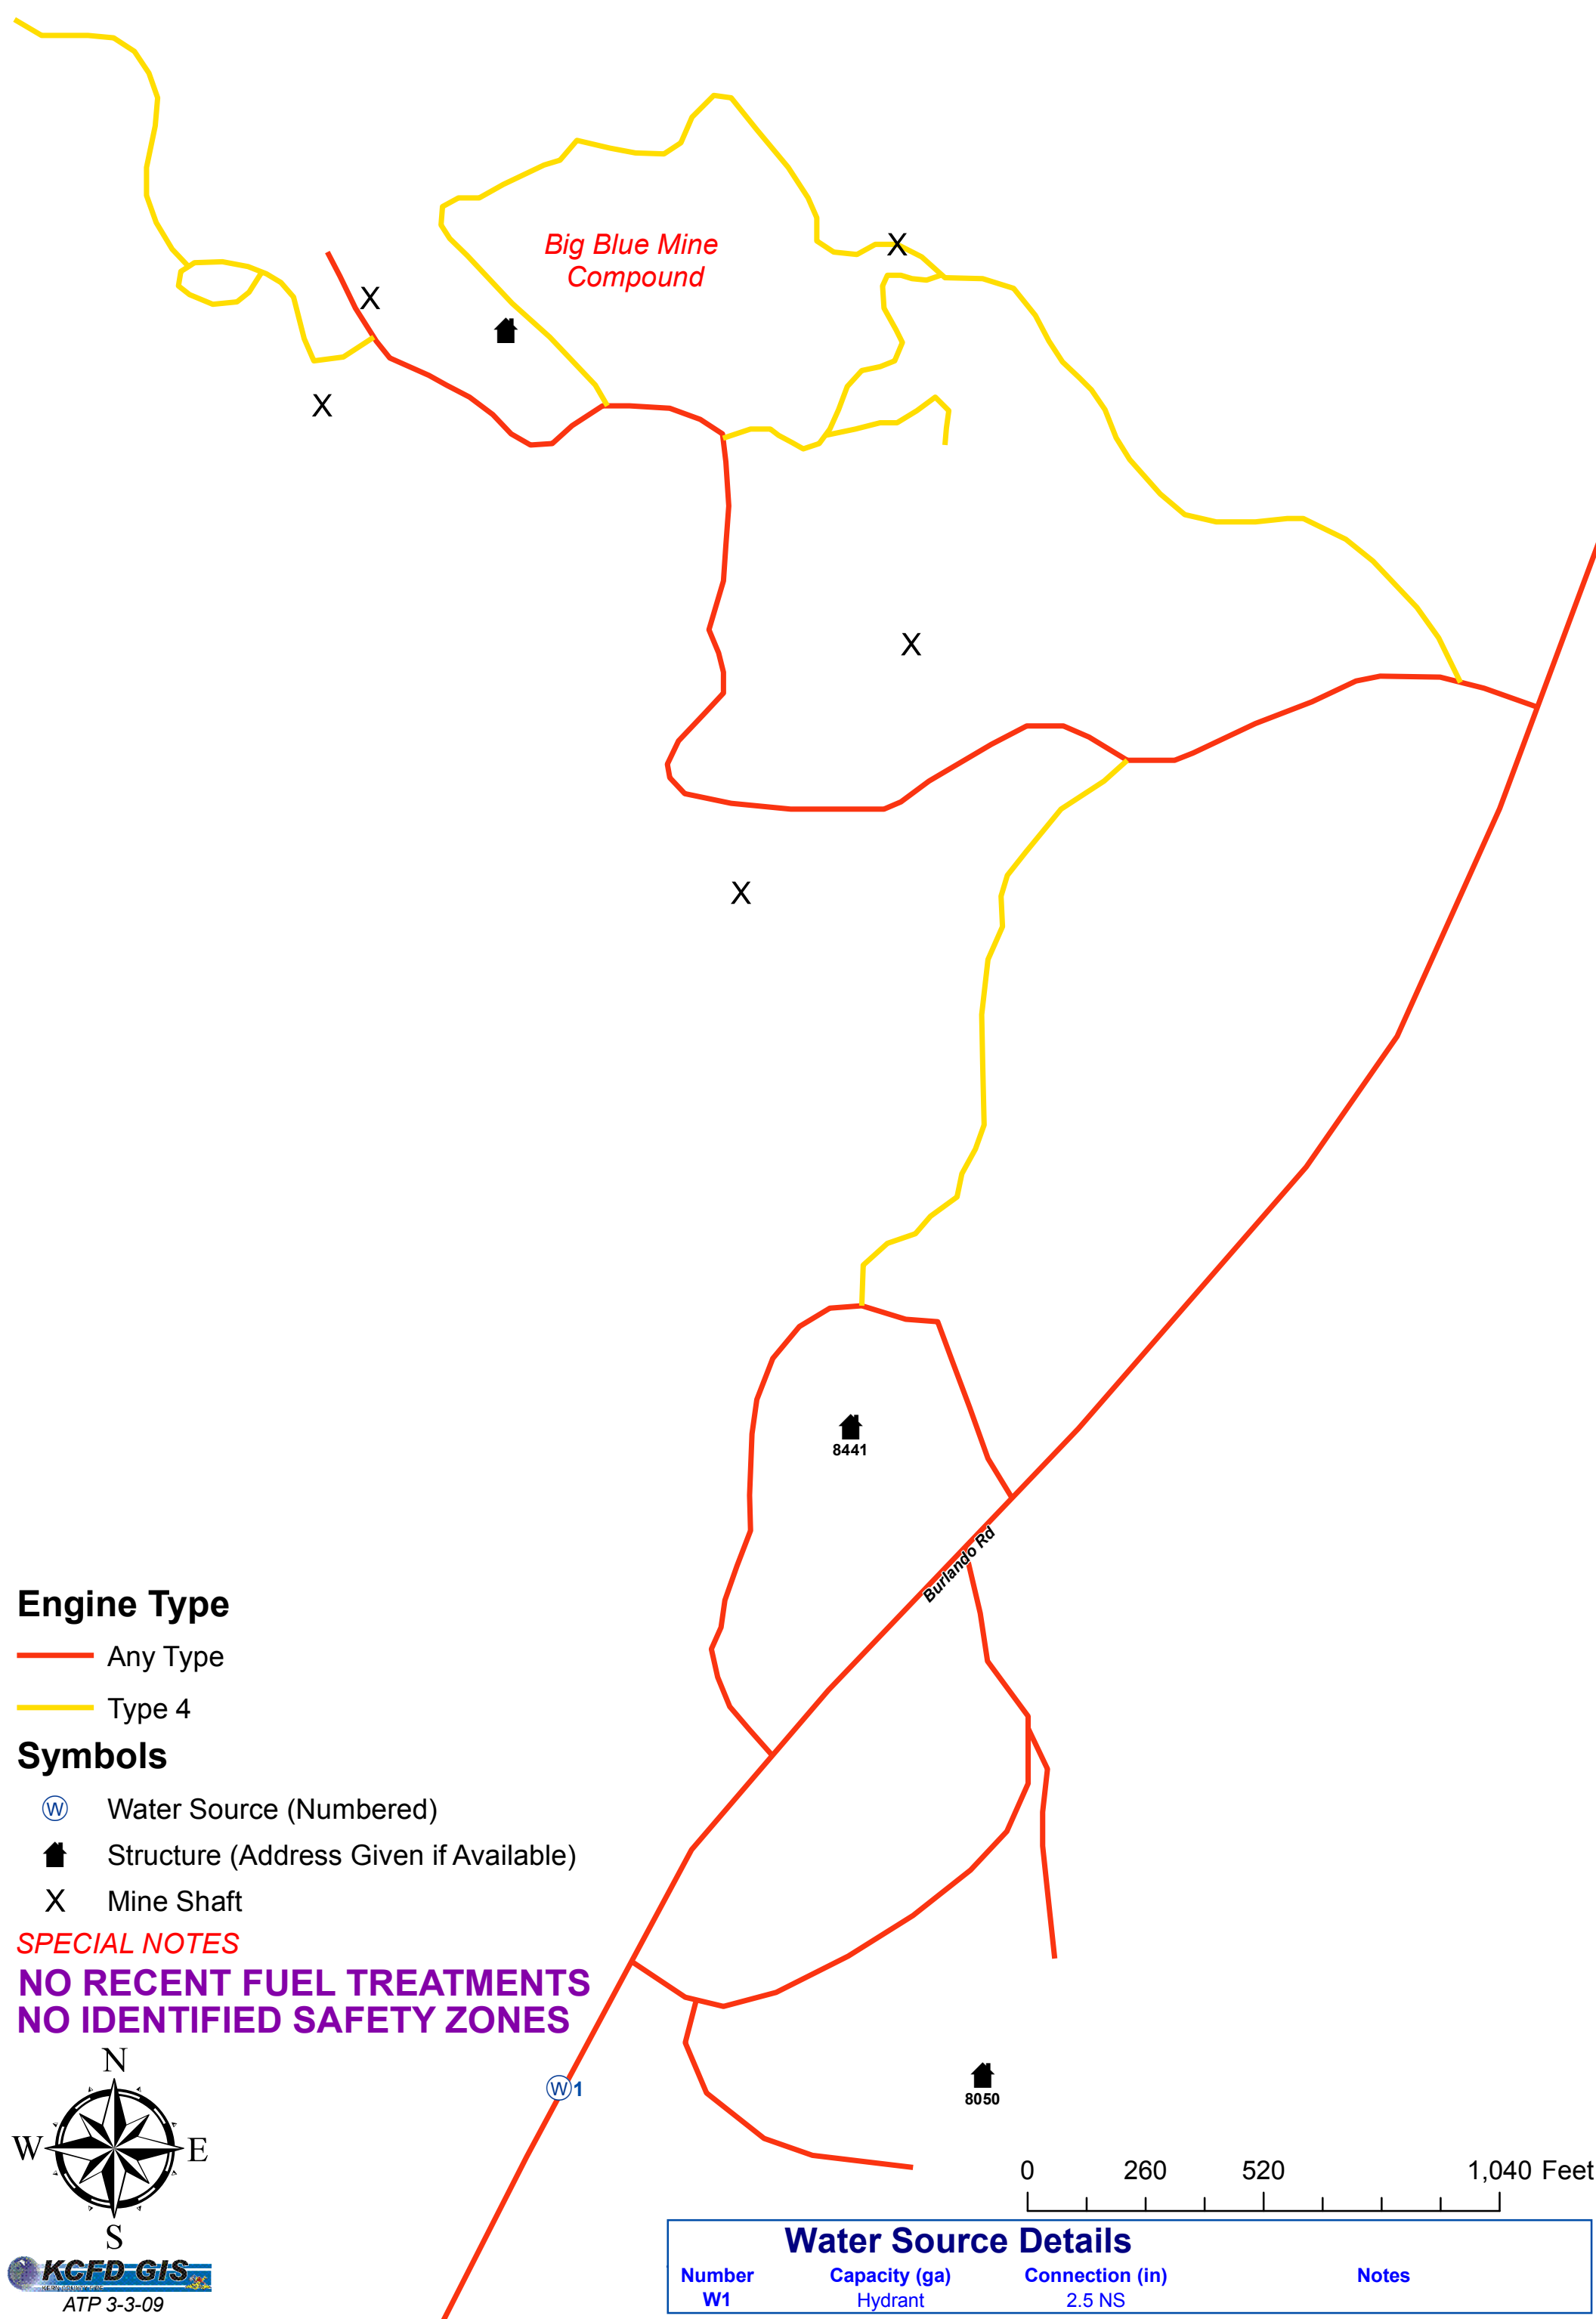 Big Blue Mine
Compound
X
X
X
X
X
8441
Burlando Rd
Engine Type
Any Type
Type 4
Symbols
W Water Source (Numbered)
Structure (Address Given if Available)
X Mine Shaft
SPECIAL NOTES
NO RECENT FUEL TREATMENTS
NO IDENTIFIED SAFETY ZONES
N
W E
S
W 1
8050
0 260 520 1,040 Feet
Water Source Details
Number Capacity (ga) Connection (in) Notes
W1 Hydrant 2.5 NS
KCFD GIS
ATP 3-3-09